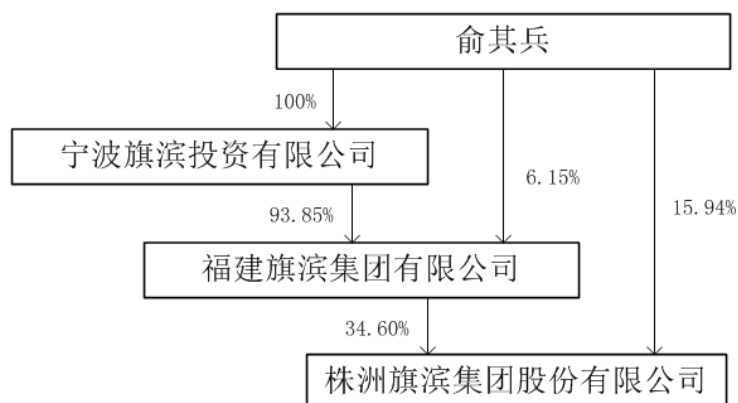 俞其兵
100%
宁波旗滨投资有限公司
6.15%
93.85%
15.94%
福建旗滨集团有限公司
34.60%
株洲旗滨集团股份有限公司